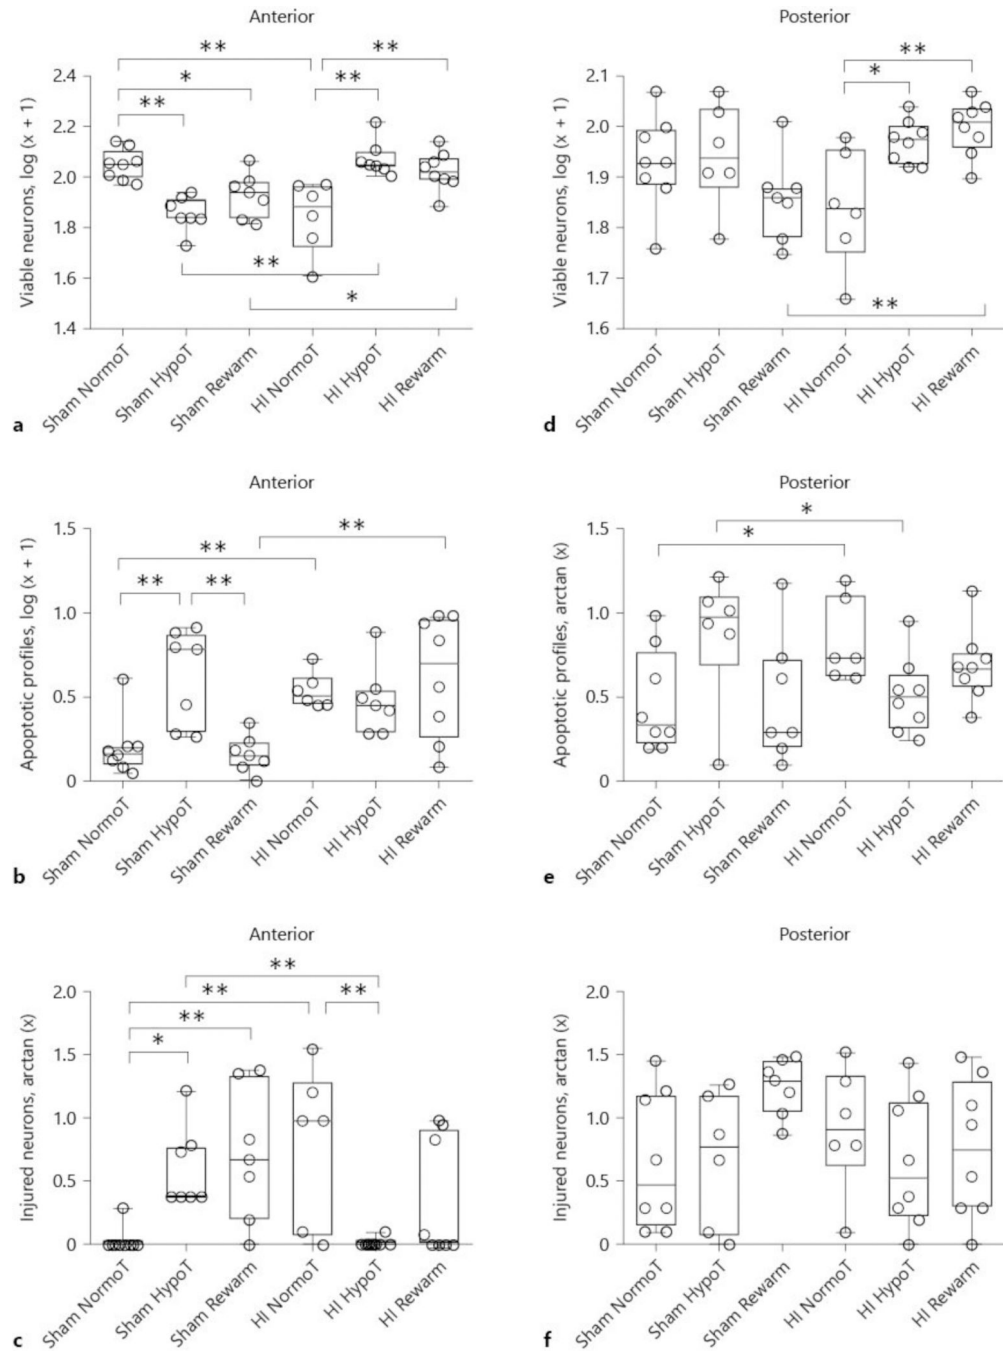 Anterior
Viable neurons, log (x + 1)
2.4
2.2
2.0
1.8
1.6
1.4
**
**
*
**
**
**
*
Sham NormoT
Sham HypoT
Sham Rewarm
HI NormoT
HI HypoT
HI Rewarm
a
Posterior
Viable neurons, log (x + 1)
2.1
2.0
1.9
1.8
1.7
1.6
**
*
**
Sham NormoT
Sham HypoT
Sham Rewarm
HI NormoT
HI HypoT
HI Rewarm
d
Anterior
Apoptotic profiles, log (x + 1)
1.5
1.0
0.5
0
**
**
**
**
Sham NormoT
Sham HypoT
Sham Rewarm
HI NormoT
HI HypoT
HI Rewarm
b
Posterior
Apoptotic profiles, arctan (x)
1.5
1.0
0.5
0
*
*
Sham NormoT
Sham HypoT
Sham Rewarm
HI NormoT
HI HypoT
HI Rewarm
e
Anterior
Injured neurons, arctan (x)
2.0
1.5
1.0
0.5
0
**
**
**
**
*
Sham NormoT
Sham HypoT
Sham Rewarm
HI NormoT
HI HypoT
HI Rewarm
c
Posterior
Injured neurons, arctan (x)
2.0
1.5
1.0
0.5
0
Sham NormoT
Sham HypoT
Sham Rewarm
HI NormoT
HI HypoT
HI Rewarm
f